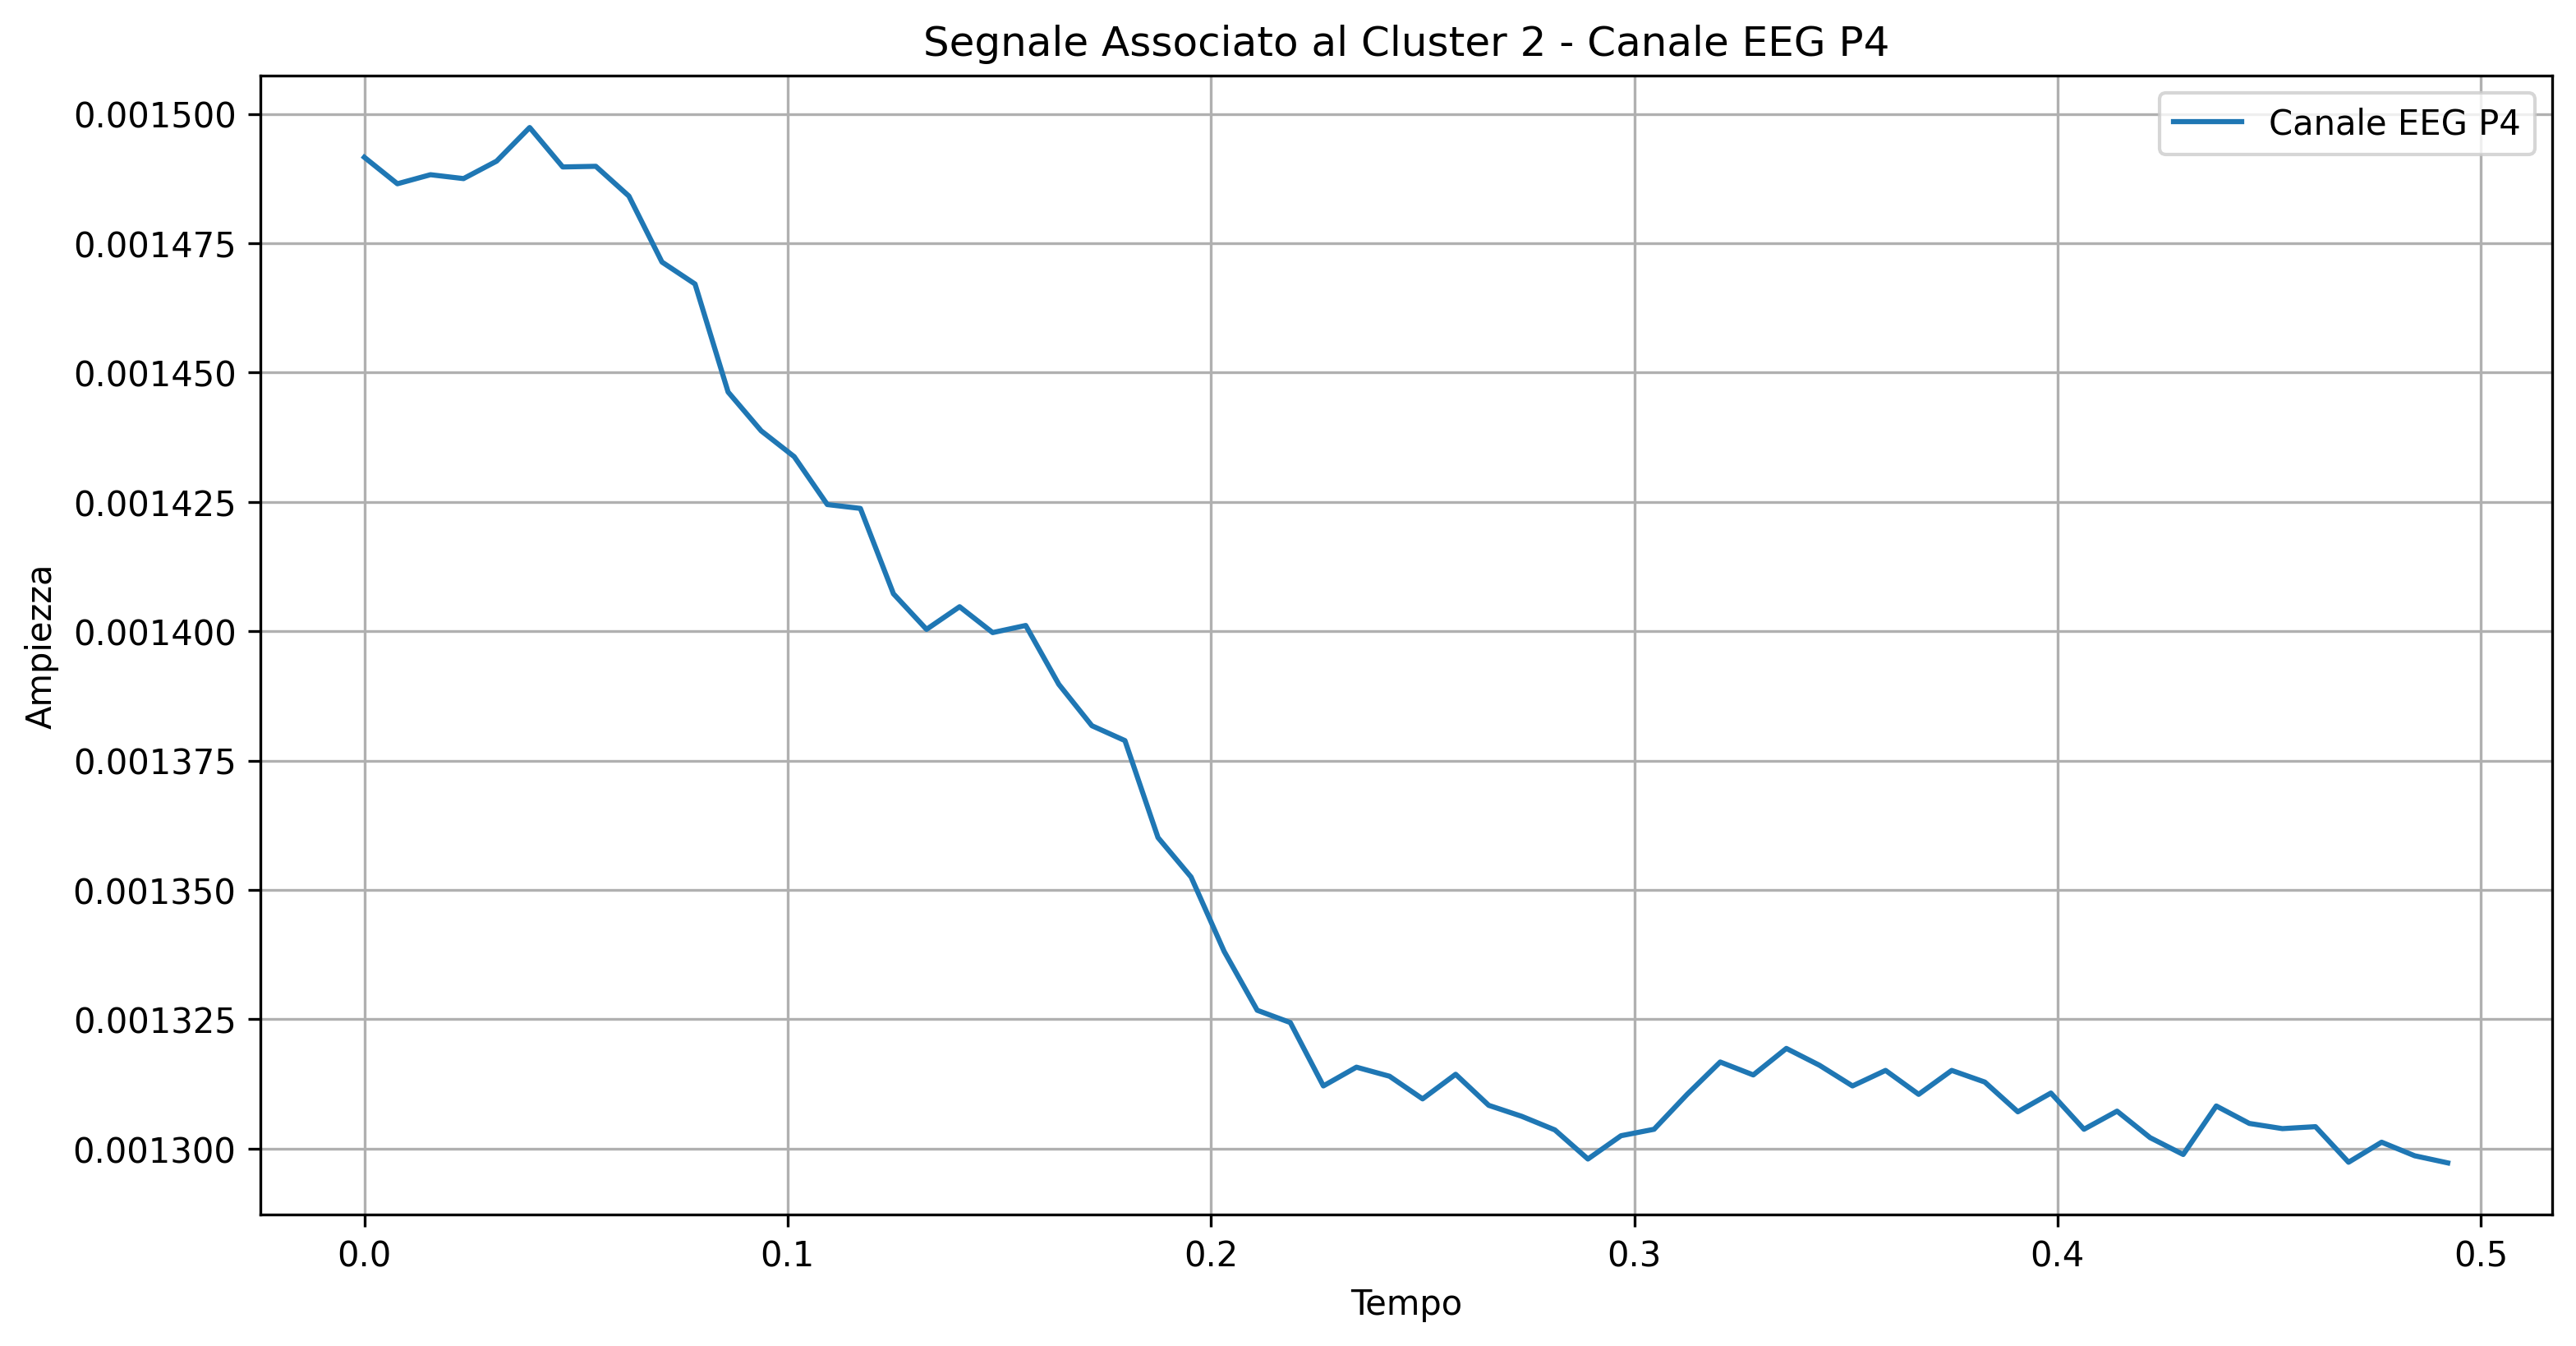 Segnale Associato al Cluster 2 - Canale EEG P4
Canale EEG P4
Ampiezza
0.001500
0.001475
0.001450
0.001425
0.001400
0.001375
0.001350
0.001325
0.001300
0.0 0.1 0.2 0.3 0.4 0.5
Tempo